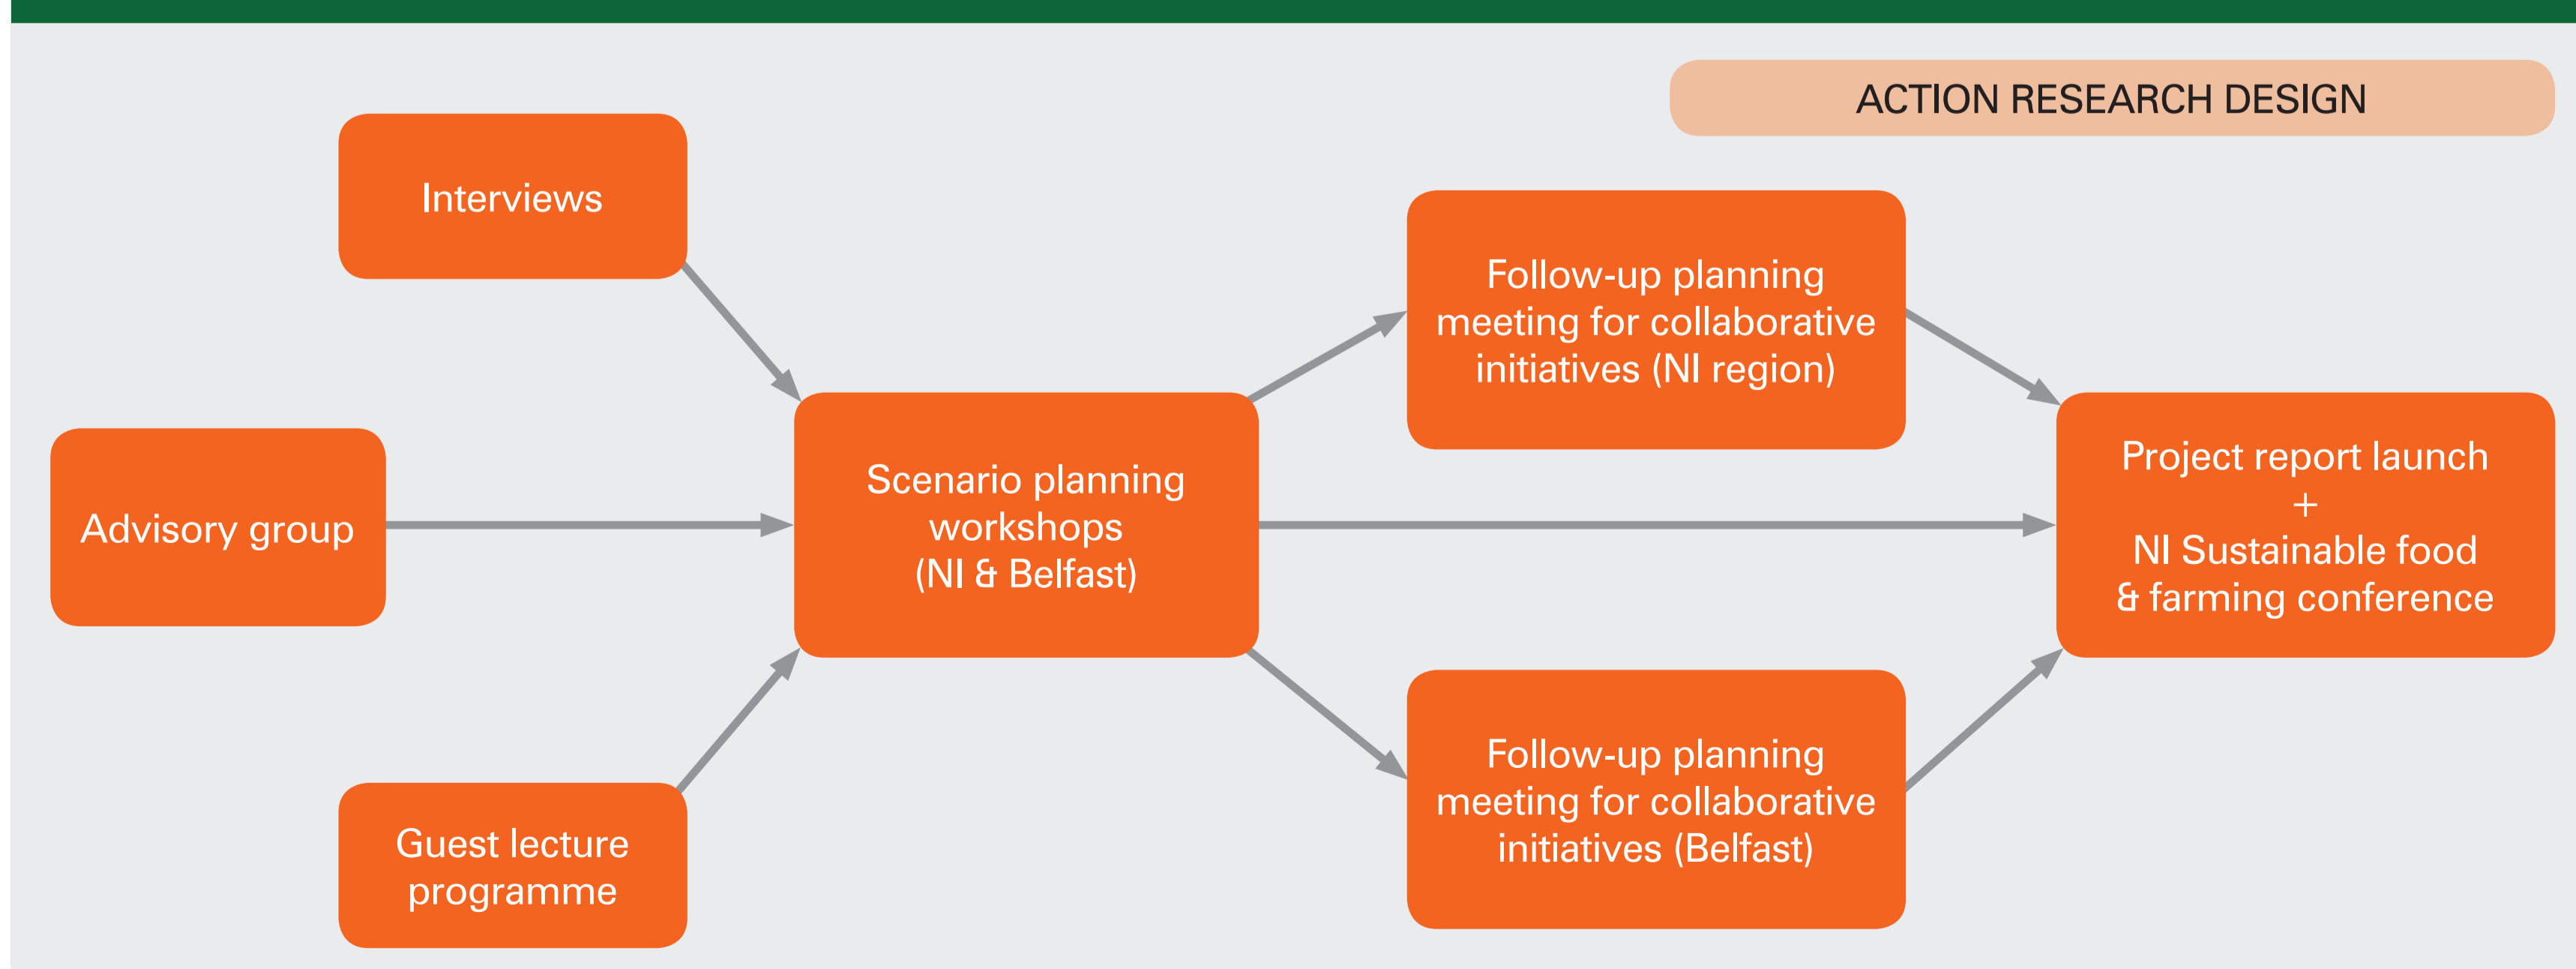 ACTION RESEARCH DESIGN
Interviews
Advisory group
Guest lecture
programme
Scenario planning
workshops
(NI & Belfast)
Follow-up planning
meeting for collaborative
initiatives (NI region)
Follow-up planning
meeting for collaborative
initiatives (Belfast)
Project report launch
+
NI Sustainable food
& farming conference